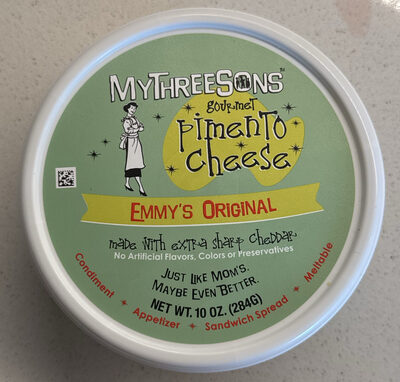 MYTHREESONS™
gourmet
pimento
cheese
EMMY'S ORIGINAL
made with extra sharp cheddar
No Artificial Flavors, Colors or Preservatives
JUST LIKE MOM'S.
MAYBE EVEN BETTER.
NET WT. 10 OZ. (284G)
Condiment ✦ Appetizer ✦ Sandwich Spread ✦ Meltable